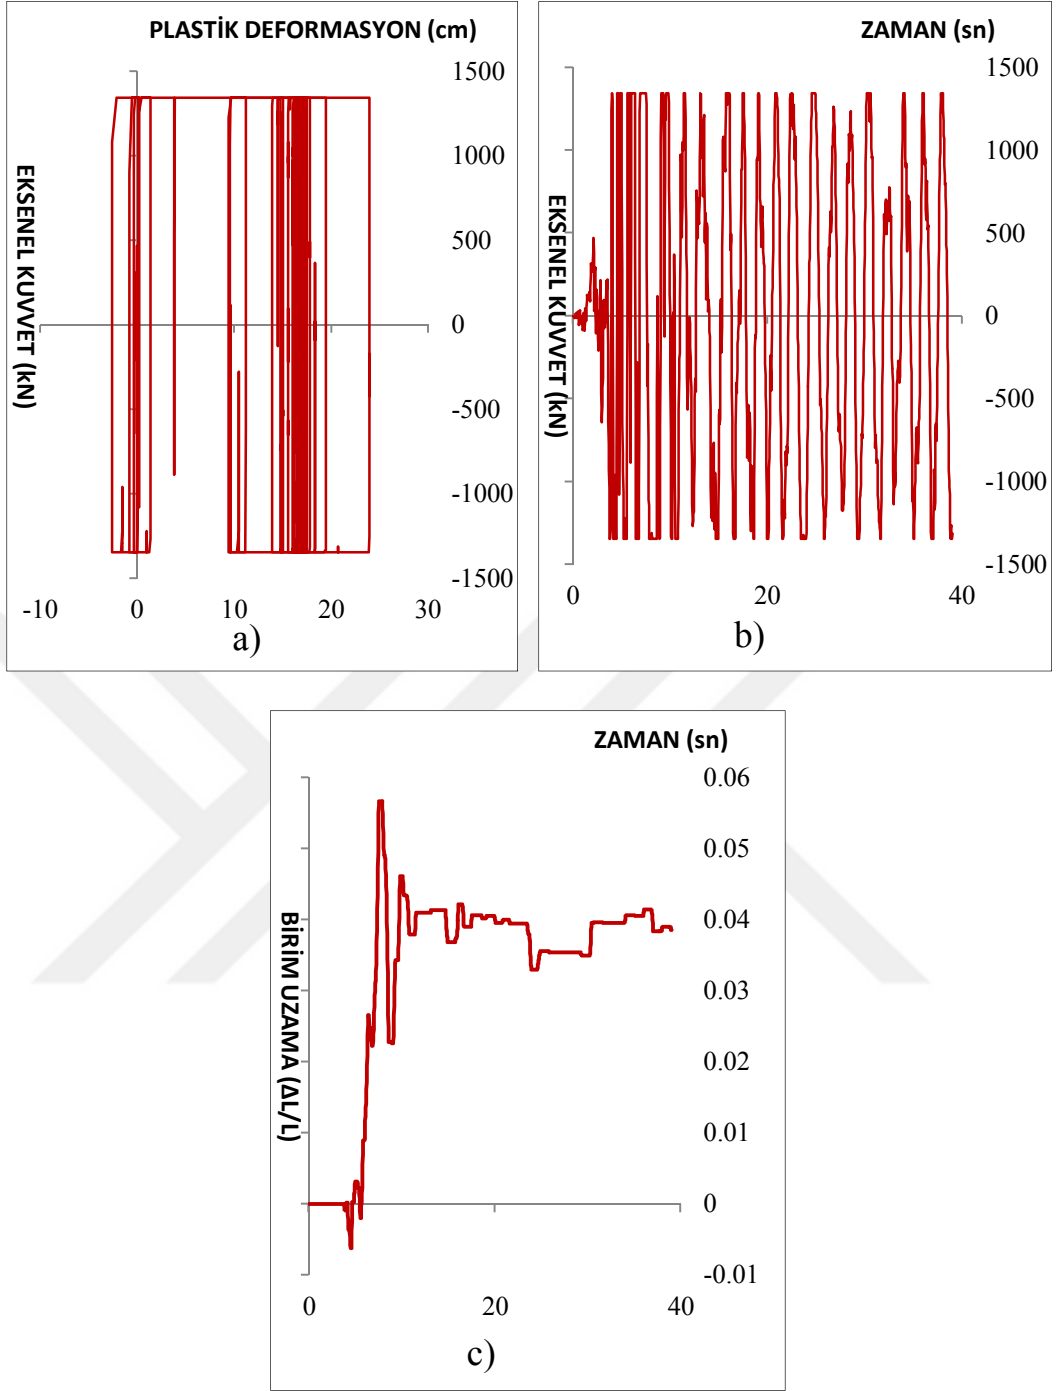 PLASTİK DEFORMASYON (cm)
1500
1000
500
0
-500
-1000
-1500
EKSENEL KUVVET (kN)
-10 0 10 20 30
a)
ZAMAN (sn)
1500
1000
500
0
-500
-1000
-1500
EKSENEL KUVVET (kN)
0 20 40
b)
ZAMAN (sn)
0.06
0.05
0.04
0.03
0.02
0.01
0
-0.01
BİRİM UZAMA (ΔL/L)
0 20 40
c)